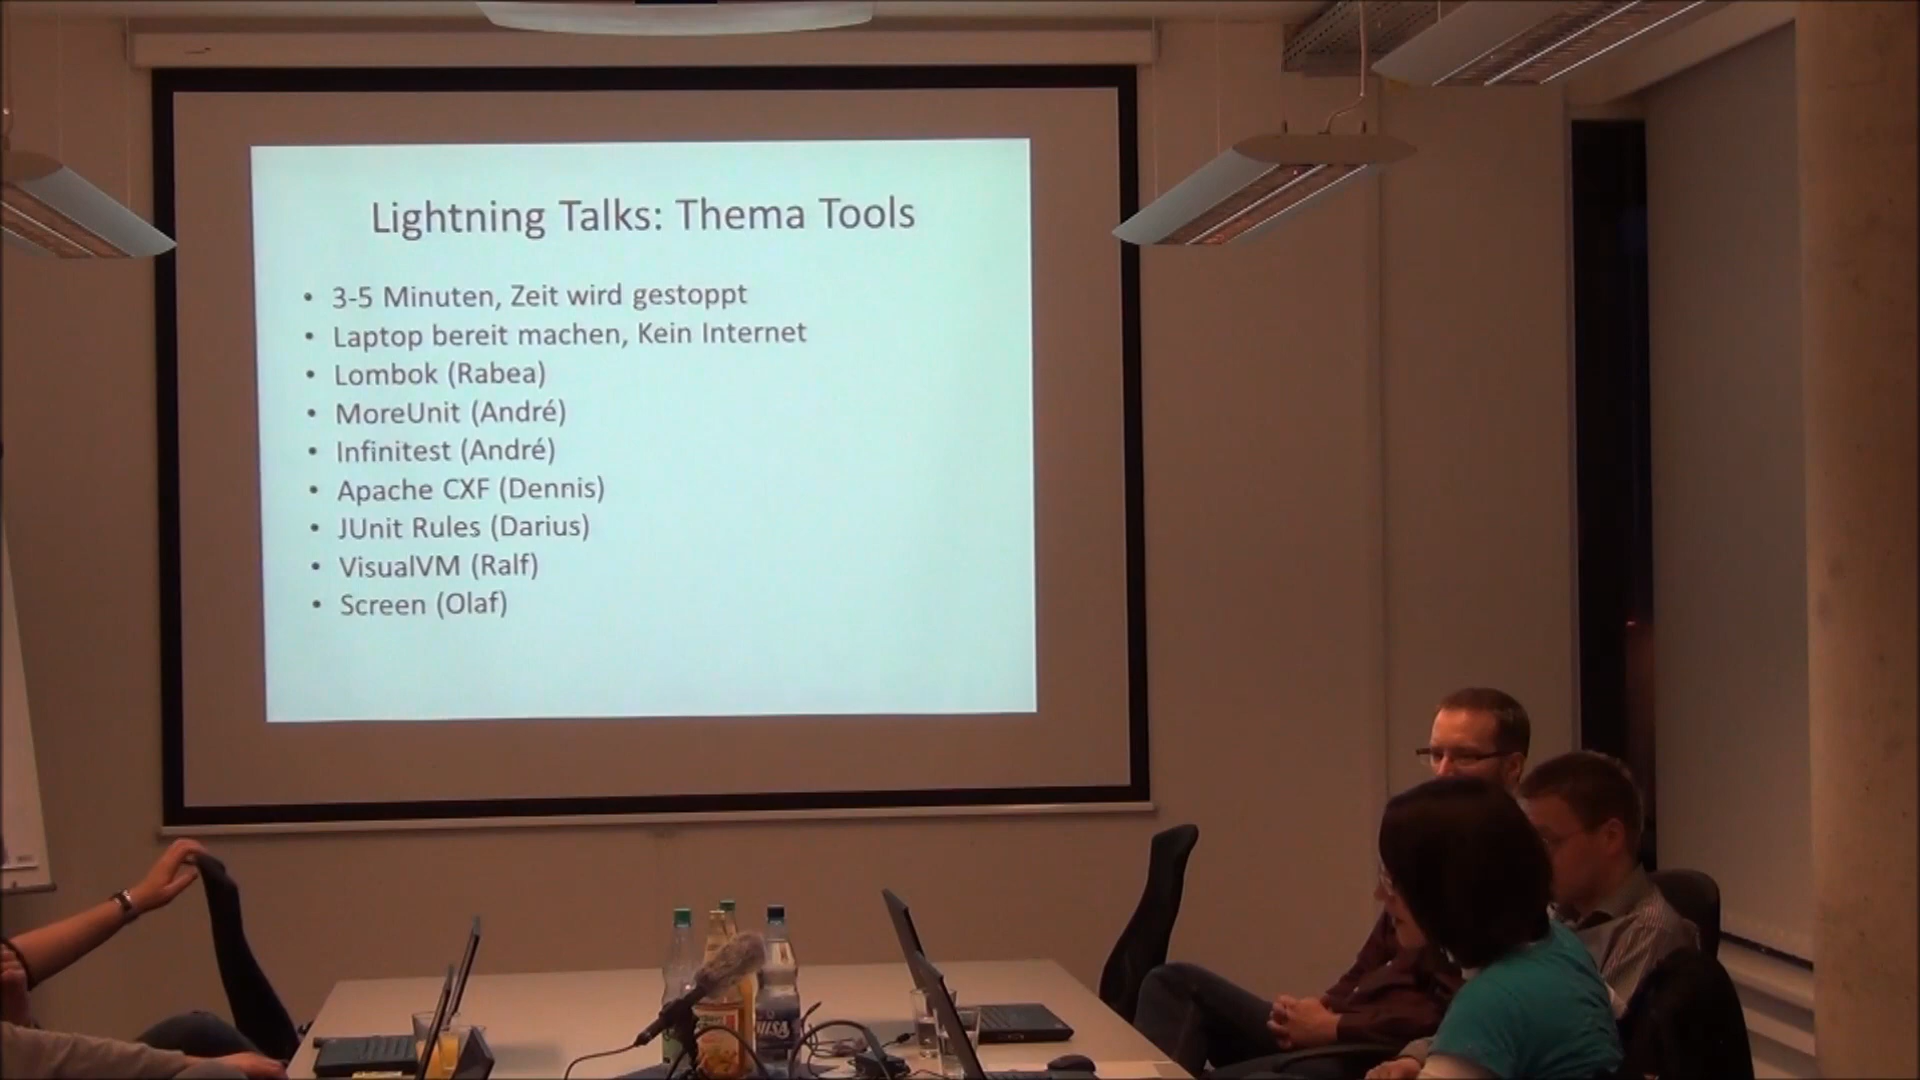 Lightning Talks: Thema Tools
• 3-5 Minuten, Zeit wird gestoppt
• Laptop bereit machen, Kein Internet
• Lombok (Rabea)
• MoreUnit (André)
• Infinitest (André)
• Apache CXF (Dennis)
• JUnit Rules (Darius)
• VisualVM (Ralf)
• Screen (Olaf)